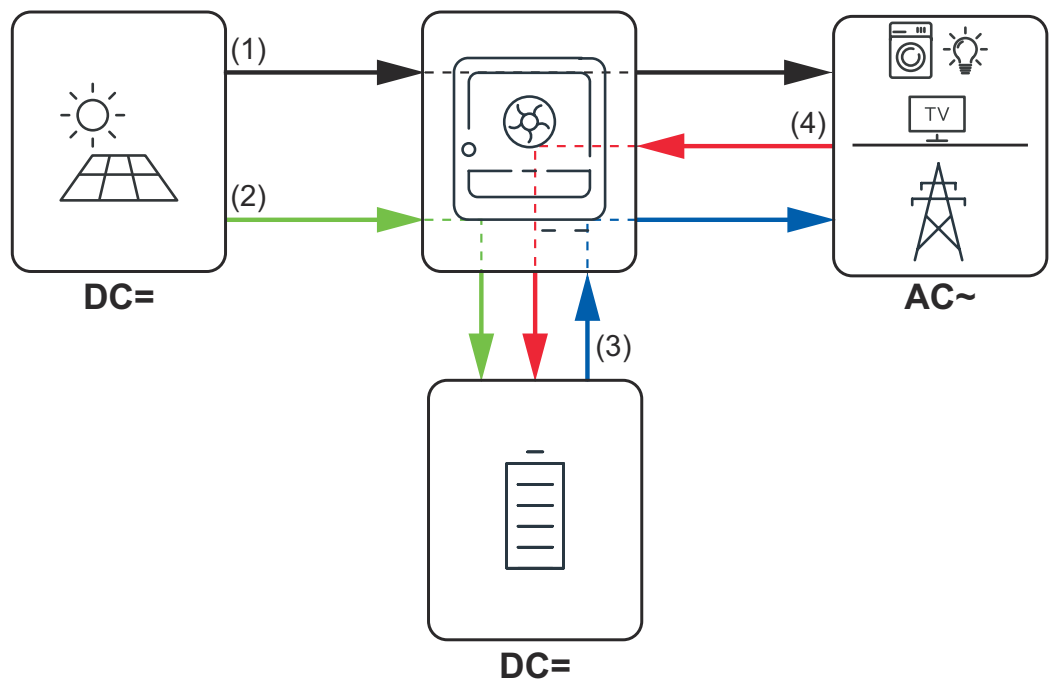 (1)
(2)
DC=
(3)
(4)
TV
AC~
DC=